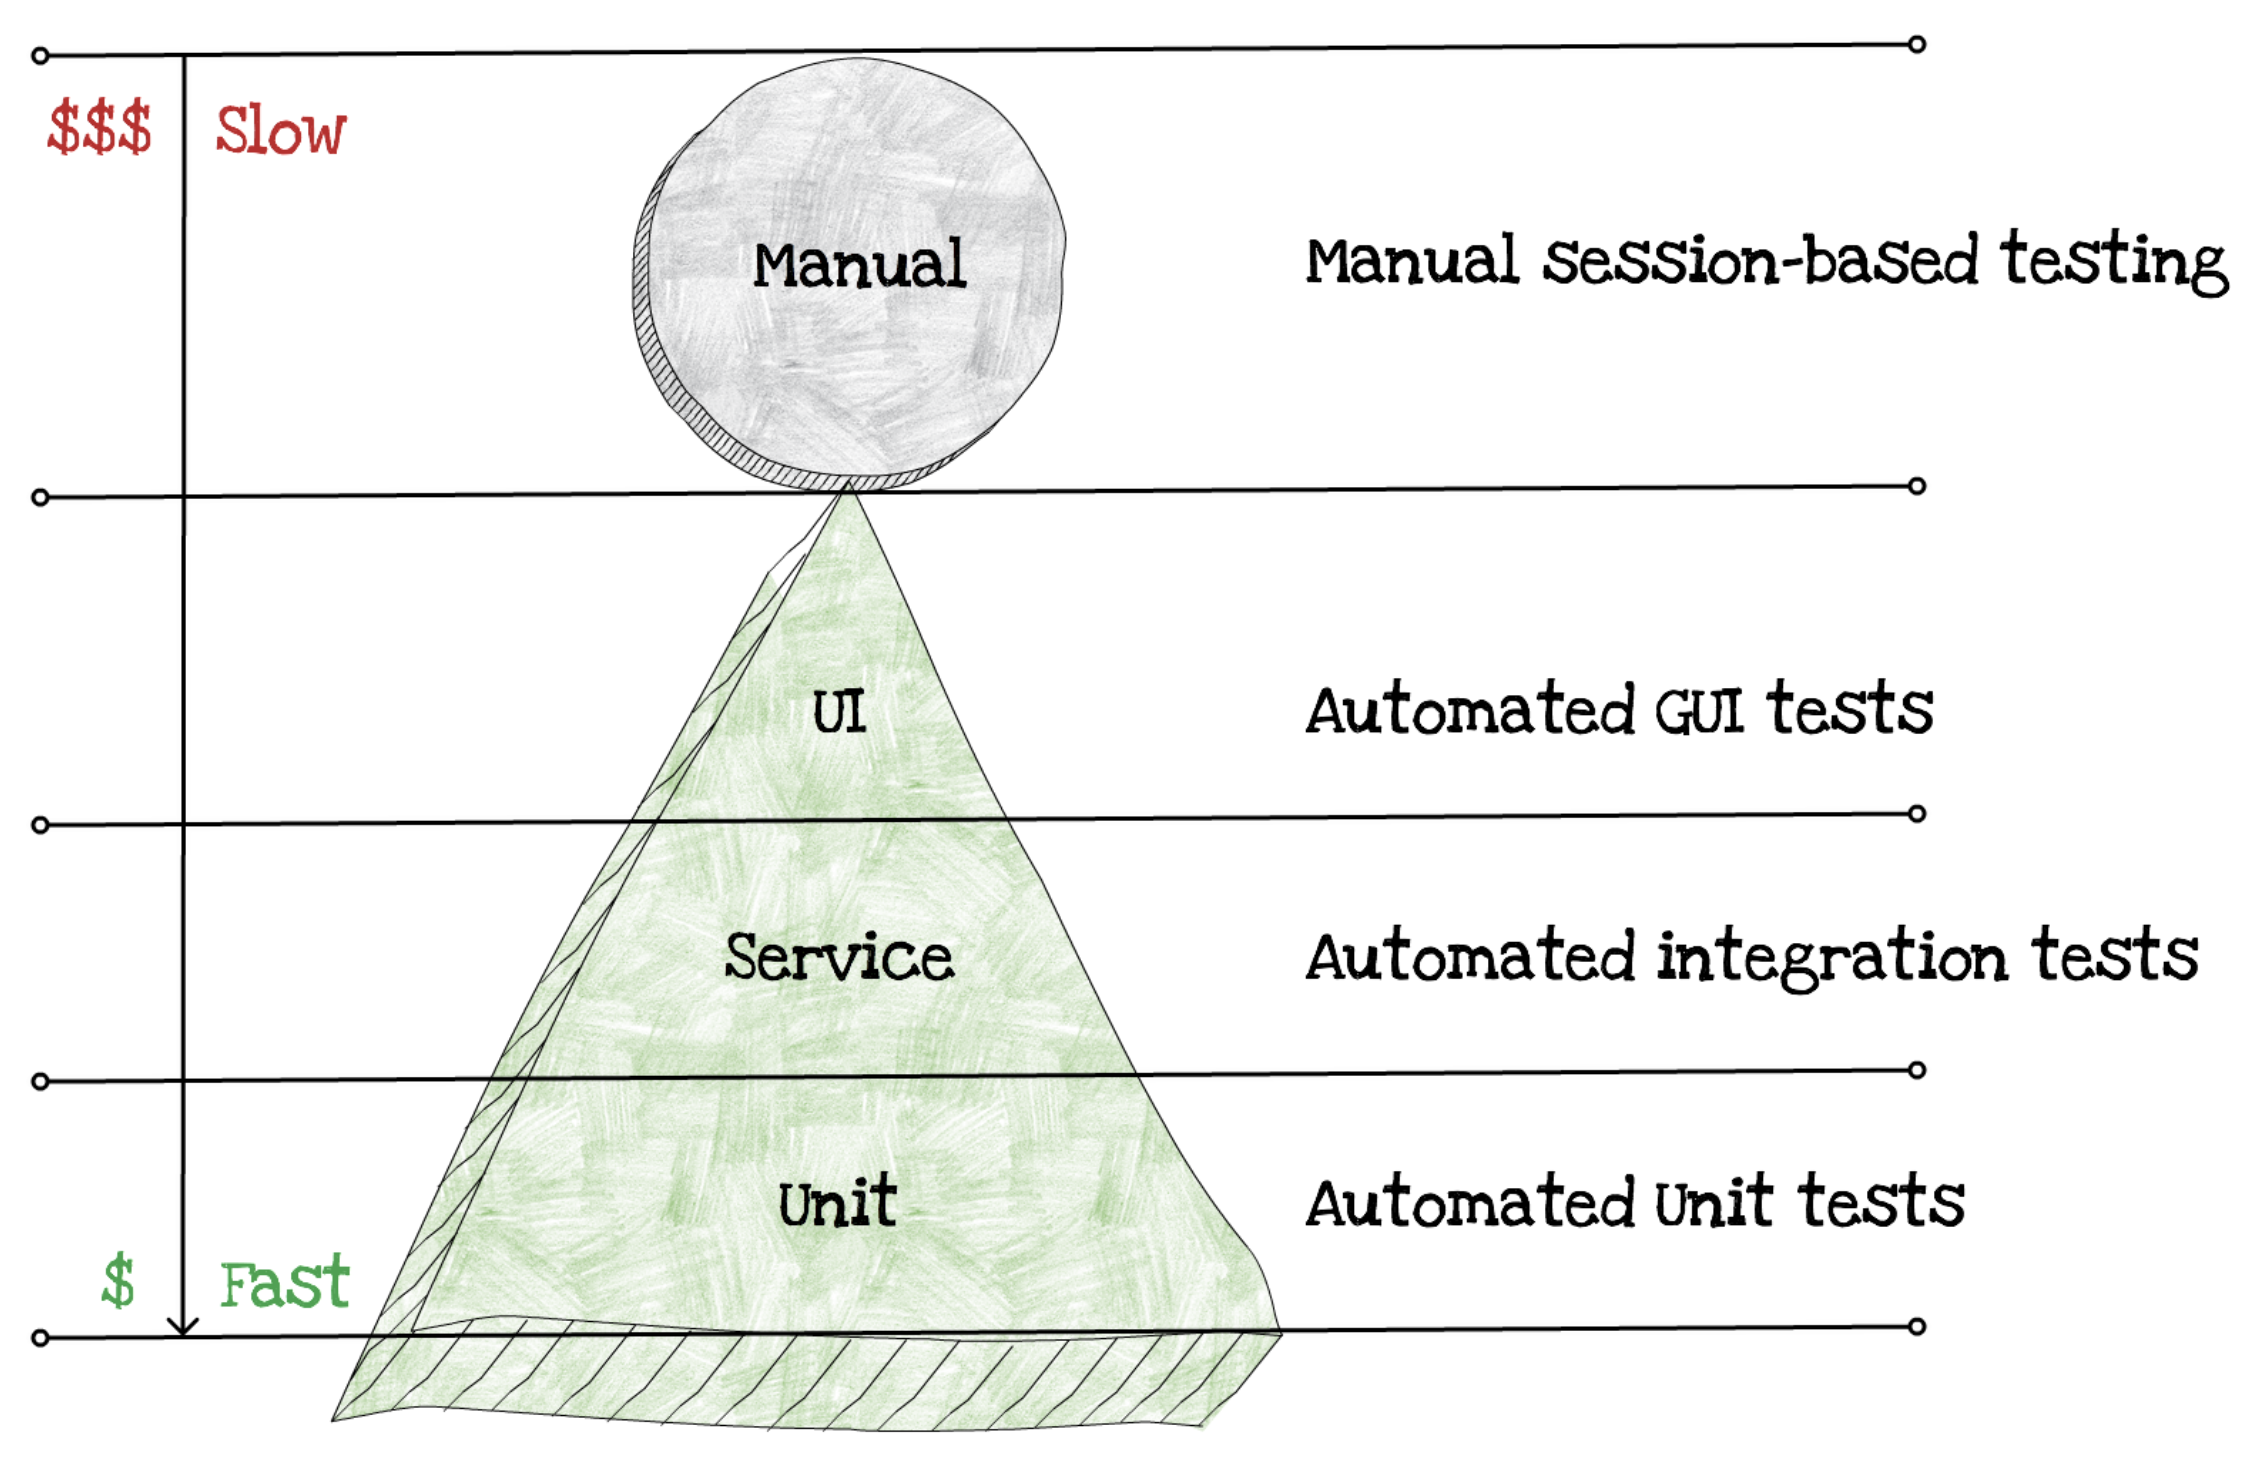 $$$ Slow
Manual
Manual session-based testing
UI
Automated GUI tests
Service
Automated integration tests
Unit
Automated Unit tests
$ Fast